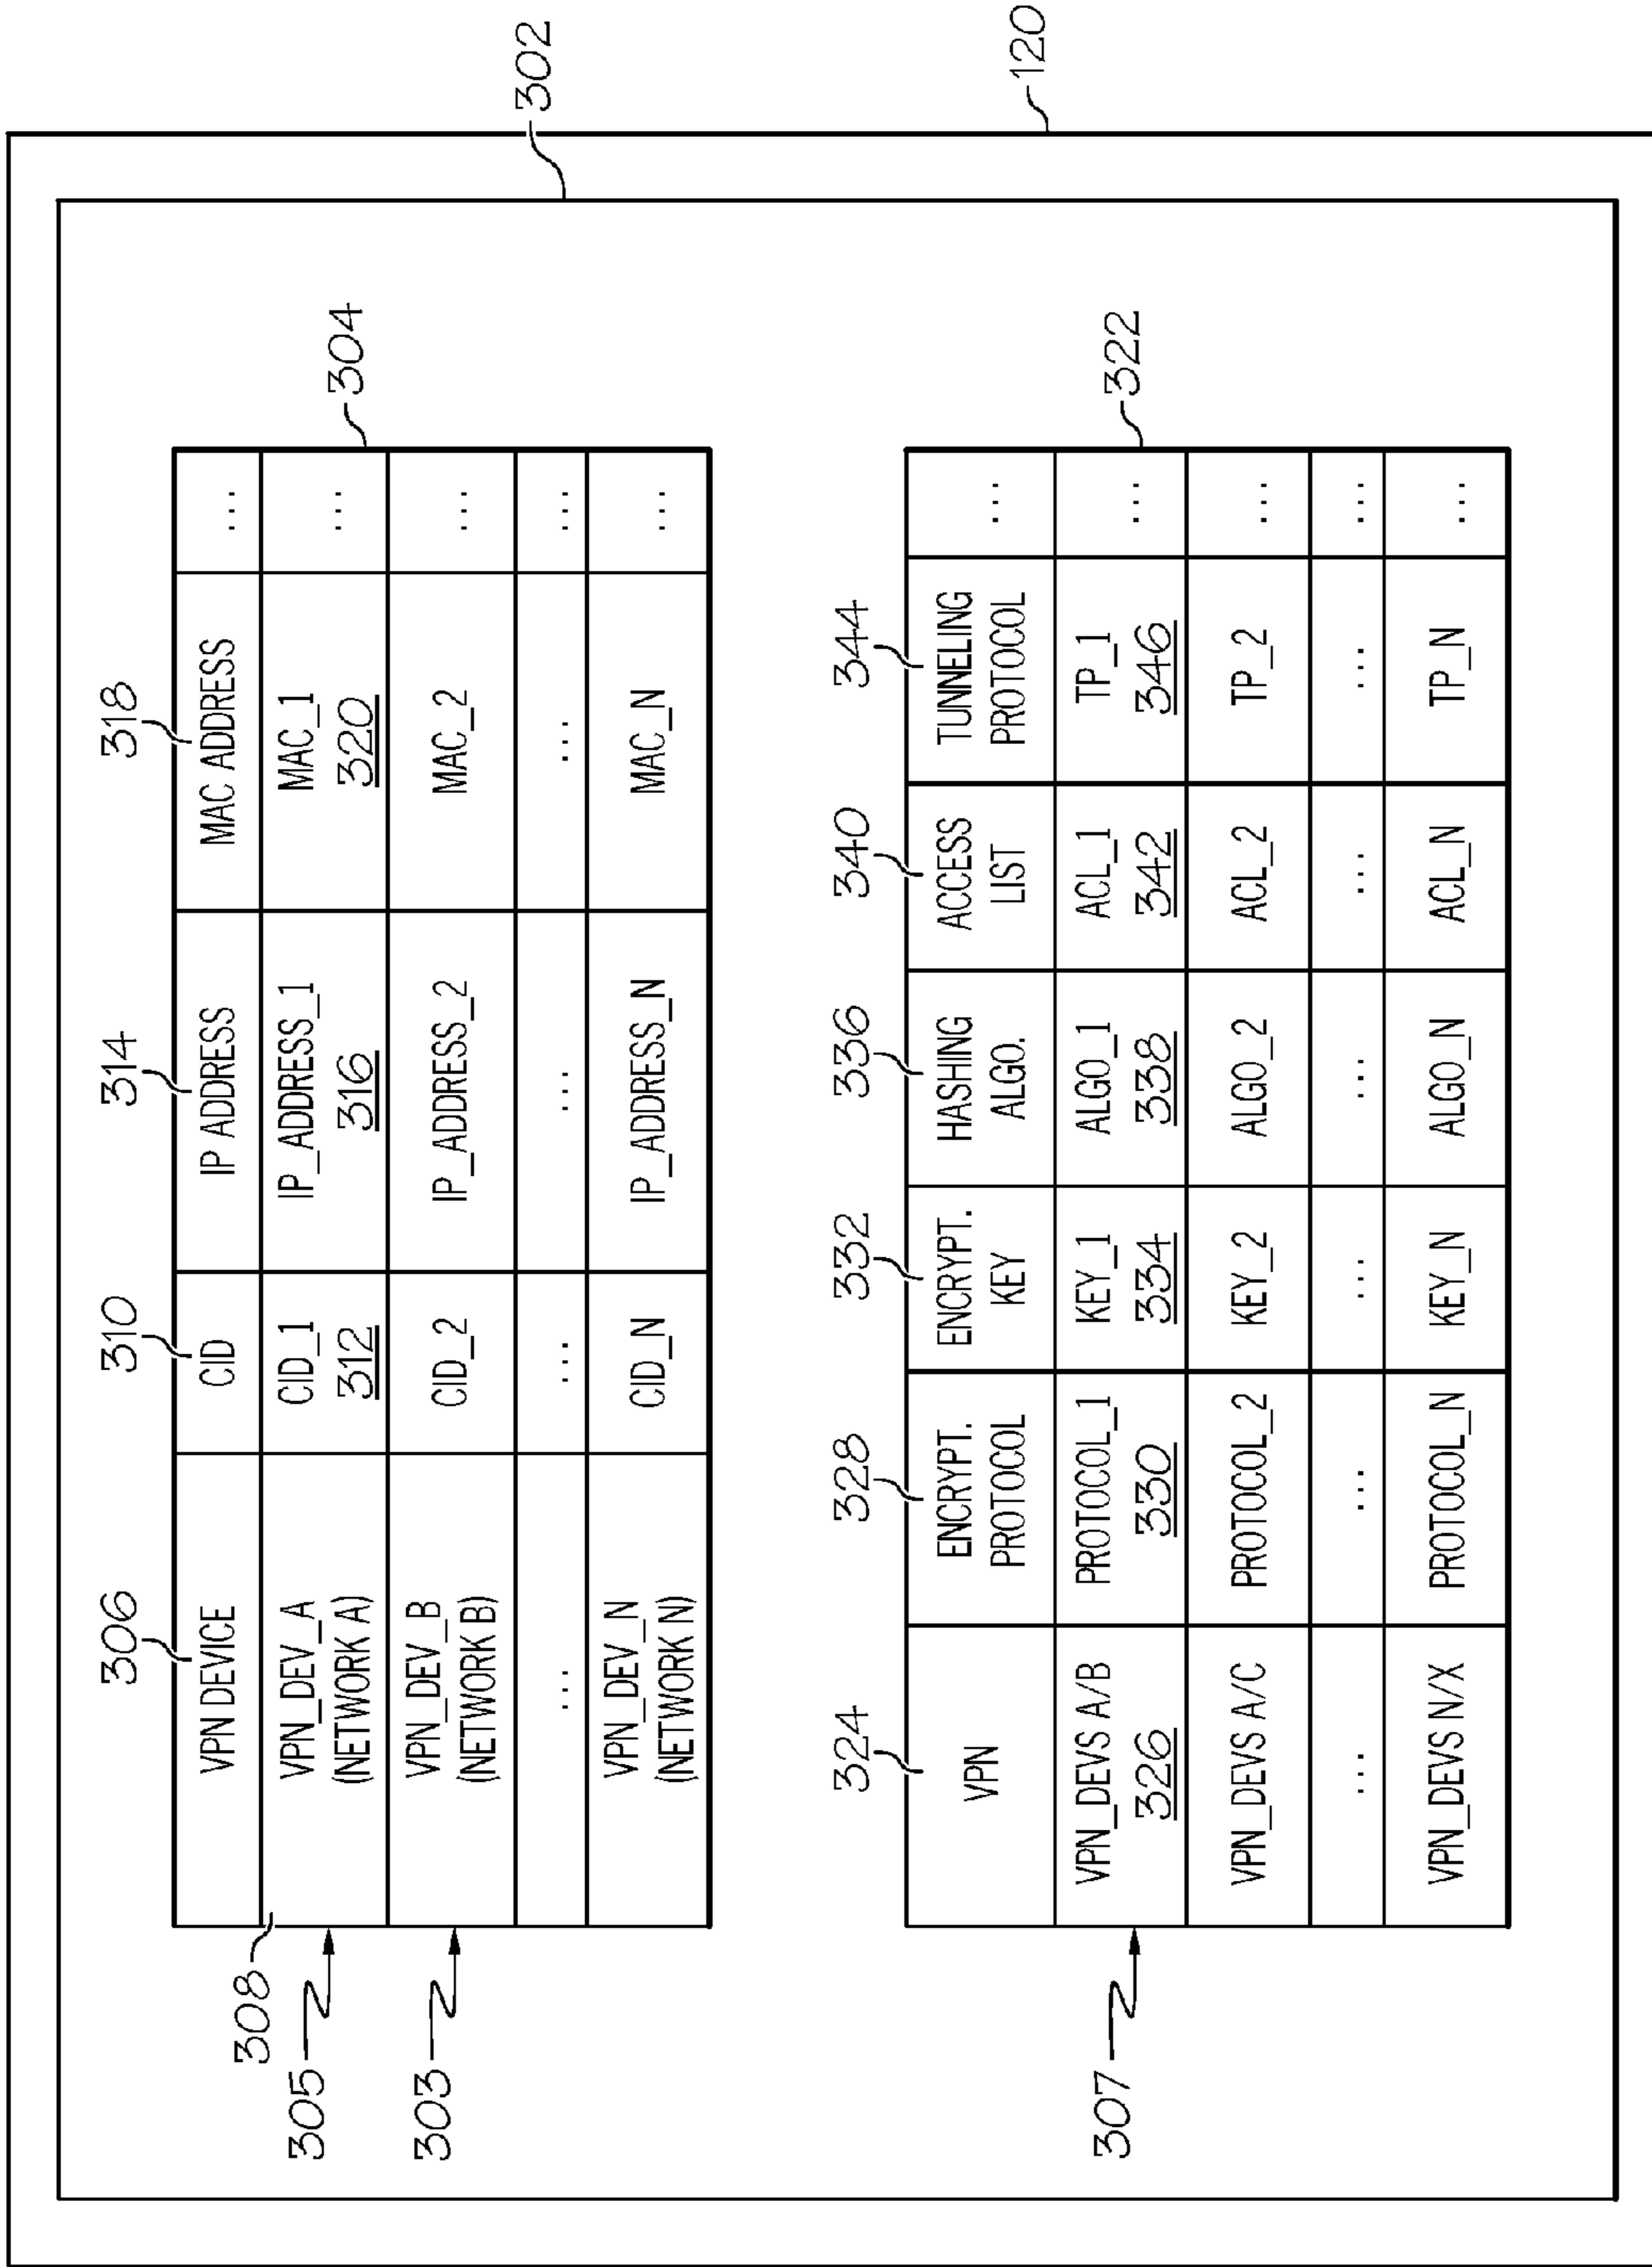 306 310 314 318
VPN DEVICE CID IP ADDRESS MAC ADDRESS ...
308
305
VPN_DEV_A CID_1 IP_ADDRESS_1 MAC_1 ...
(NETWORK A) 312 316 320
304
303
VPN_DEV_B CID_2 IP_ADDRESS_2 MAC_2 ...
(NETWORK B)
... ... ... ... ...
VPN_DEV_N CID_N IP_ADDRESS_N MAC_N ...
(NETWORK N)
302
324 328 332 336 340 344
VPN ENCRYPT. ENCRYPT. HASHING ACCESS TUNNELING ...
PROTOCOL KEY ALGO. LIST PROTOCOL
307
VPN_DEVS A/B PROTOCOL_1 KEY_1 ALGO_1 ACL_1 TP_1 ...
326 330 334 338 342 346
322
VPN_DEVS A/C PROTOCOL_2 KEY_2 ALGO_2 ACL_2 TP_2 ...
... ... ... ... ... ... ...
VPN_DEVS N/X PROTOCOL_N KEY_N ALGO_N ACL_N TP_N ...
120